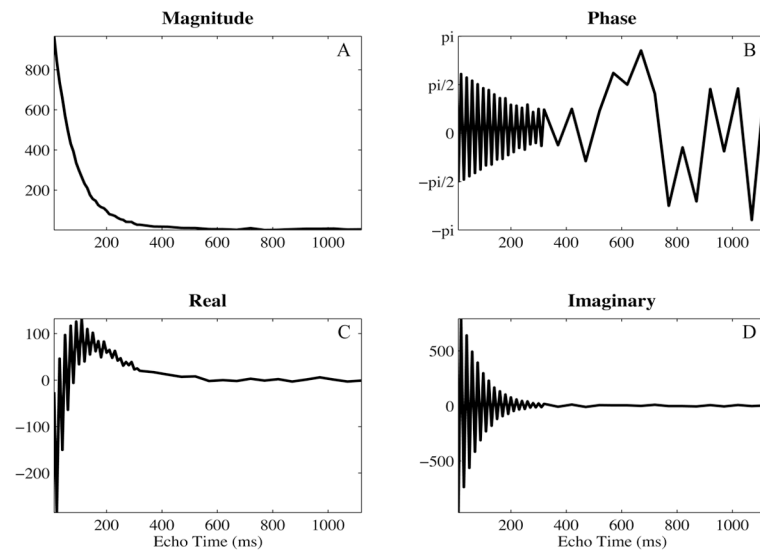 Magnitude
A
800
600
400
200
200 400 600 800 1000
Phase
B
pi
pi/2
0
−pi/2
−pi
200 400 600 800 1000
Real
C
100
0
−100
−200
200 400 600 800 1000
Echo Time (ms)
Imaginary
D
500
0
−500
200 400 600 800 1000
Echo Time (ms)